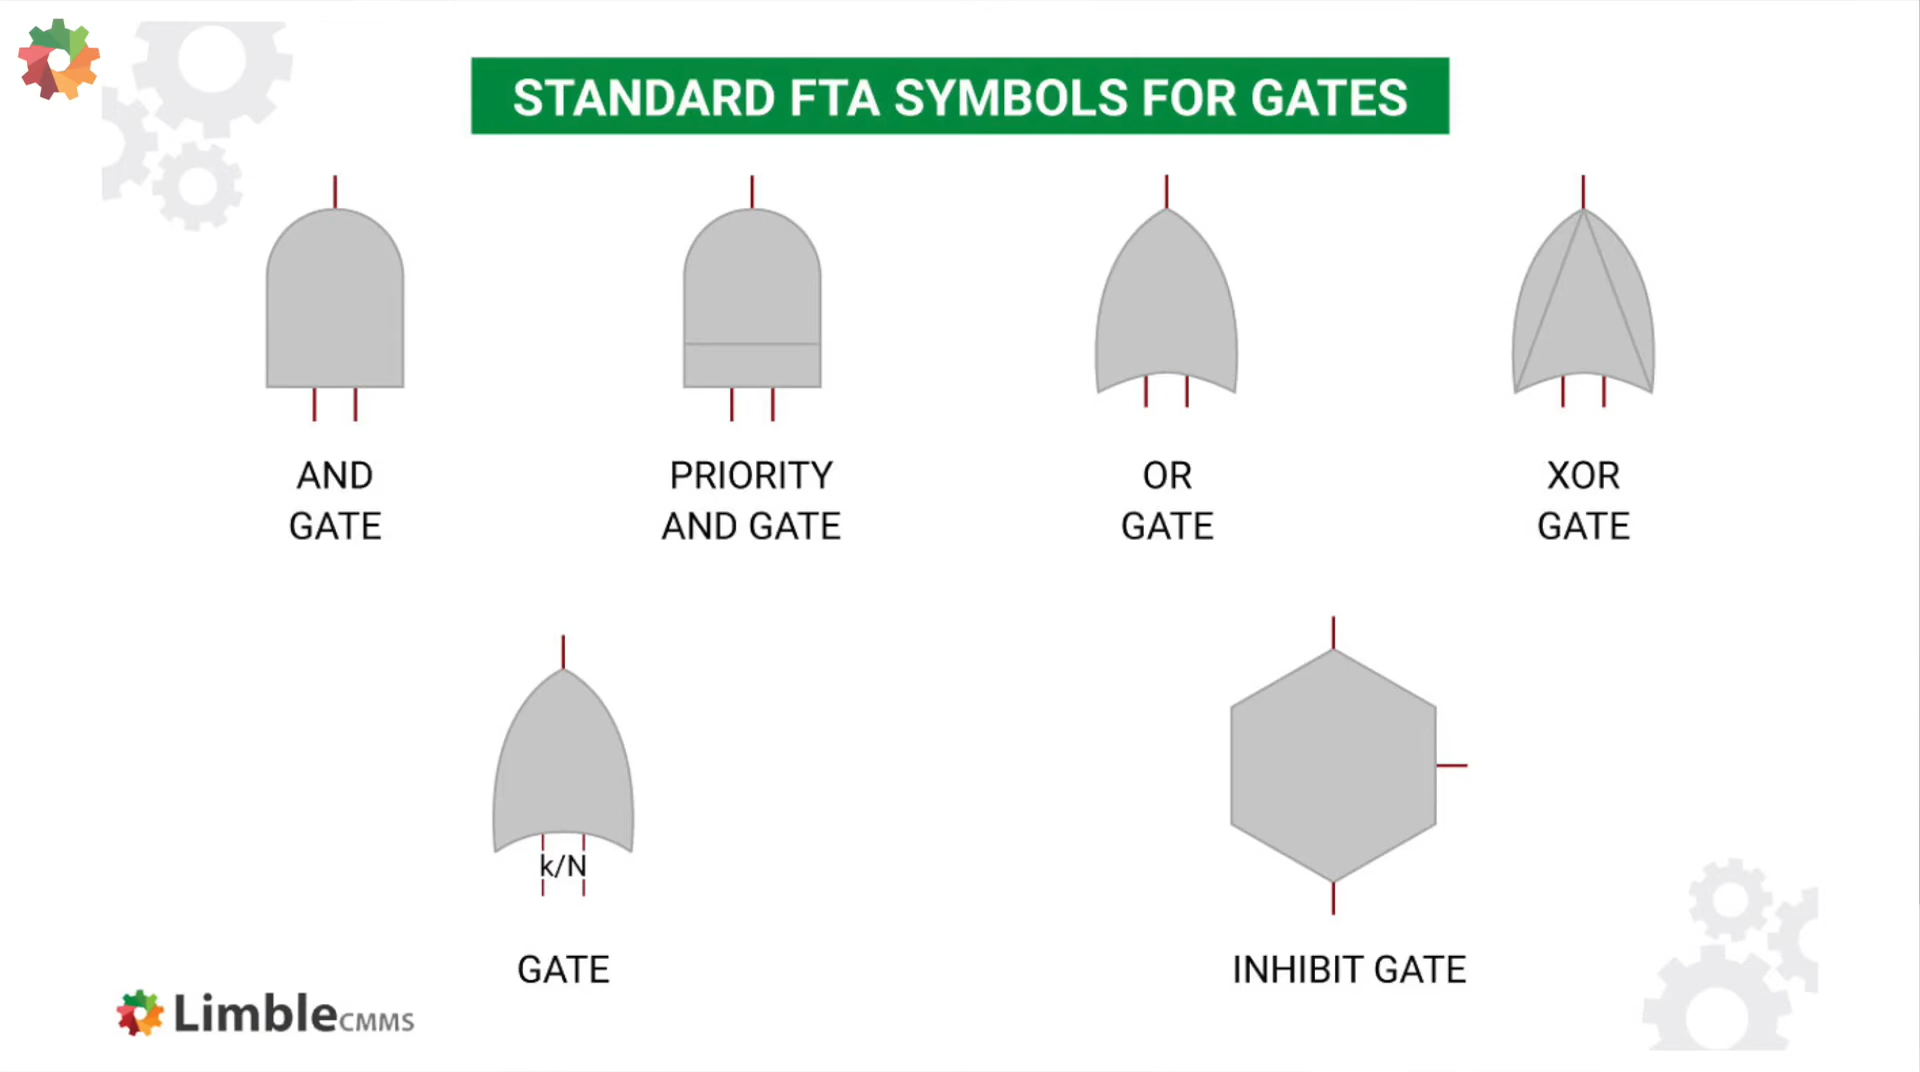 STANDARD FTA SYMBOLS FOR GATES
AND
GATE
PRIORITY
AND GATE
OR
GATE
XOR
GATE
k/N
GATE
INHIBIT GATE
LimbleCMMS